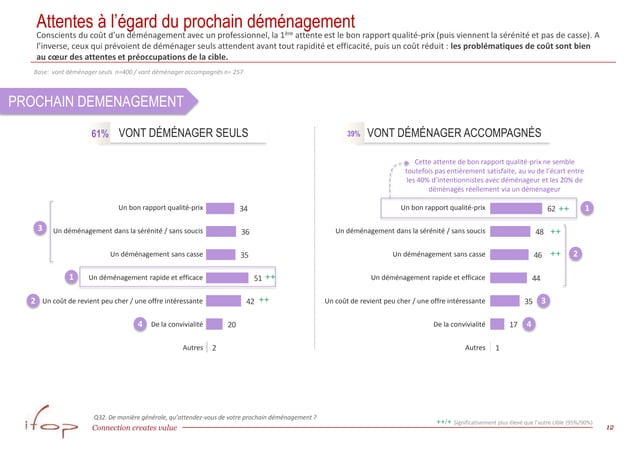 Attentes à l'égard du prochain déménagement
Conscients du coût d'un déménagement avec un professionnel, la 1ère attente est le bon rapport qualité-prix (puis viennent la sérénité et pas de casse). A
l'inverse, ceux qui prévoient de déménager seuls attendent avant tout rapidité et efficacité, puis un coût réduit : les problématiques de coût sont bien
au cœur des attentes et préoccupations de la cible.
Base: vont déménager seuls n=400 / vont déménager accompagnés n= 257
PROCHAIN DEMENAGEMENT
61% VONT DÉMÉNAGER SEULS
Un bon rapport qualité-prix 34
3 Un déménagement dans la sérénité / sans soucis 36
Un déménagement sans casse 35
1 Un déménagement rapide et efficace 51 ++
2 Un coût de revient peu cher / une offre intéressante 42 ++
4 De la convivialité 20
Autres 2
39% VONT DÉMÉNAGER ACCOMPAGNÉS
Cette attente de bon rapport qualité-prix ne semble
toutefois pas entièrement satisfaite, au vu de l'écart entre
les 40% d'intentionnistes avec déménageur et les 20% de
déménagés réellement via un déménageur
Un bon rapport qualité-prix 62 ++ 1
Un déménagement dans la sérénité / sans soucis 48 ++
Un déménagement sans casse 46 ++ 2
Un déménagement rapide et efficace 44
Un coût de revient peu cher / une offre intéressante 35 3
De la convivialité 17 4
Autres 1
Q32. De manière générale, qu'attendez-vous de votre prochain déménagement ?
++/+ Significativement plus élevé que l'autre cible (95%/90%)
ifop
Connection creates value
12